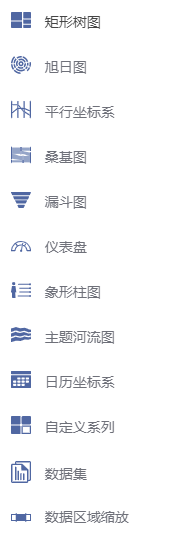 矩形树图
旭日图
平行坐标系
桑基图
漏斗图
仪表盘
象形柱图
主题河流图
日历坐标系
自定义系列
数据集
数据区域缩放